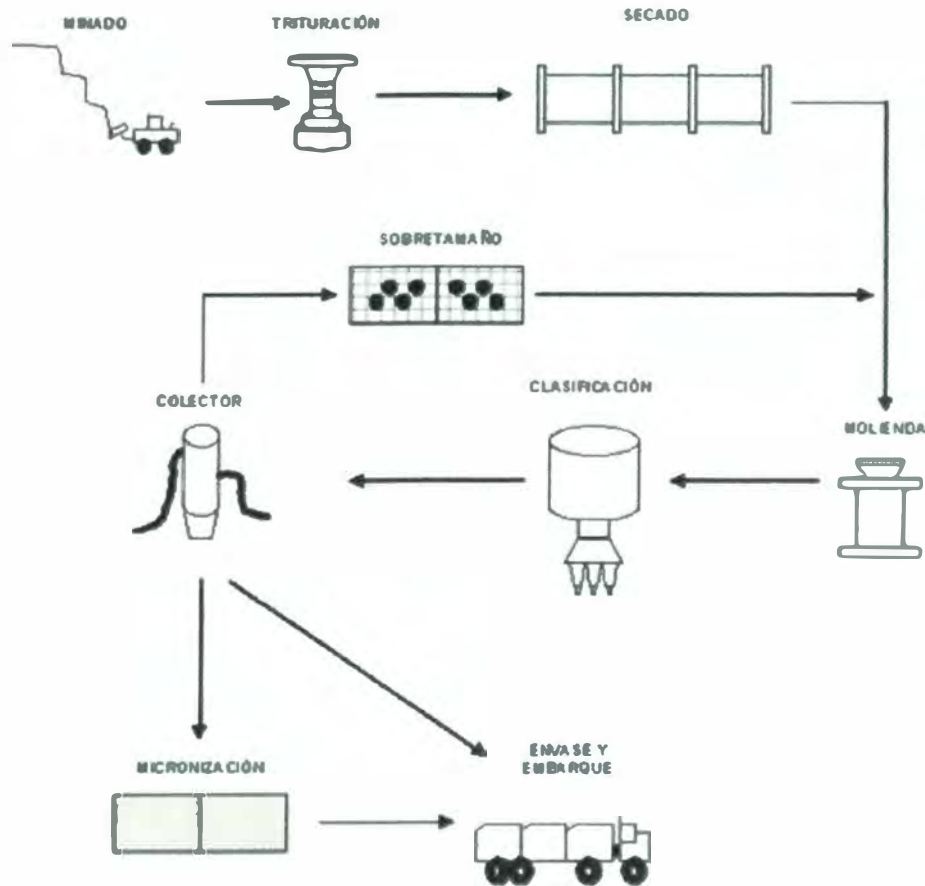 MINADO
TRITURACIÓN
SECADO
SOBRETAMAÑO
CLASIFICACIÓN
COLECTOR
MOLIENDA
MICRONIZACIÓN
ENVASE Y
EMBARQUE